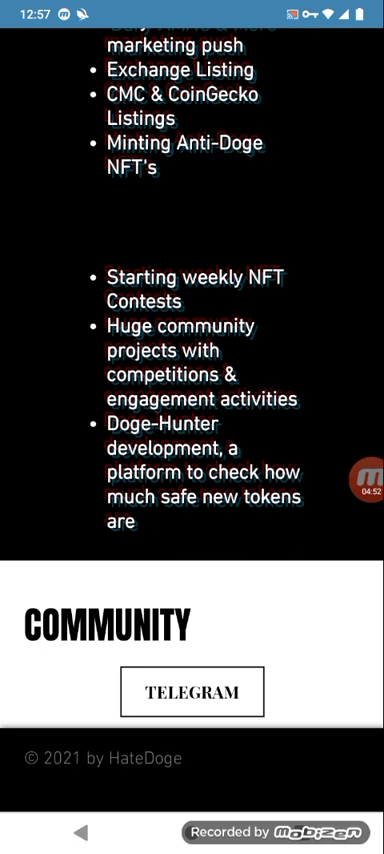 12:57
marketing push
• Exchange Listing
• CMC & CoinGecko
Listings
• Minting Anti-Doge
NFT's
• Starting weekly NFT
Contests
• Huge community
projects with
competitions &
engagement activities
• Doge-Hunter
development, a
platform to check how
much safe new tokens
are
04:52
COMMUNITY
TELEGRAM
© 2021 by HateDoge
Recorded by mobizen